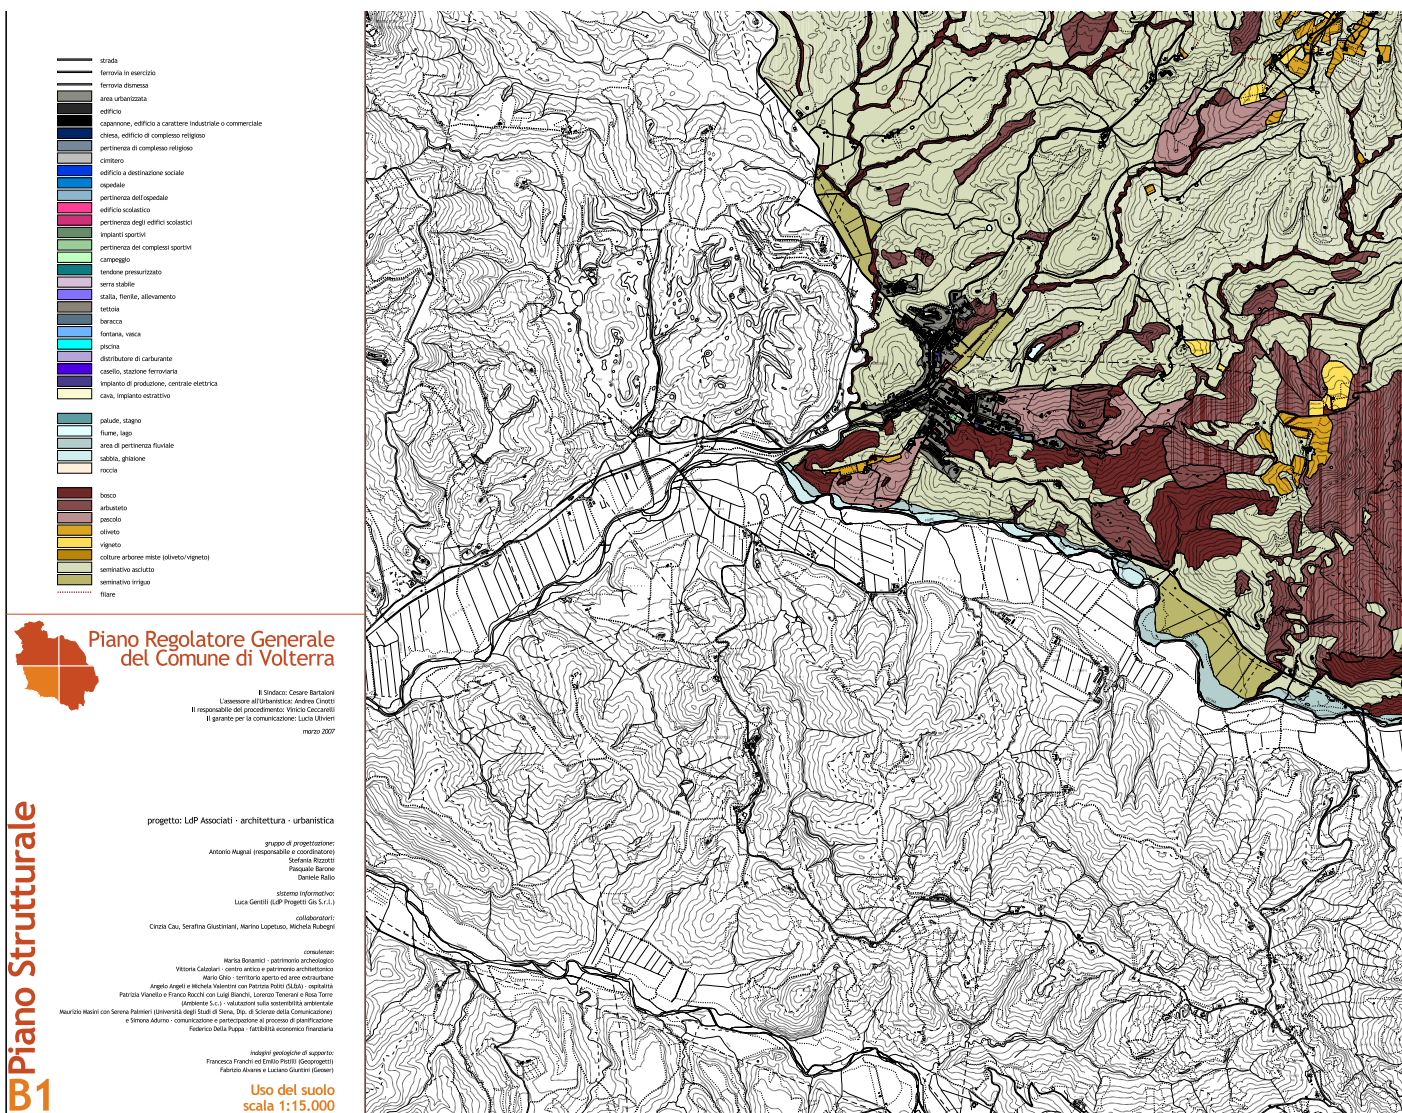 strada
ferrovia in esercizio
ferrovia dismessa
area urbanizzata
edificio
capannone, edificio a carattere industriale o commerciale
chiesa, edificio di complesso religioso
pertinenza di complesso religioso
cimitero
edificio a destinazione sociale
ospedale
pertinenza dell'ospedale
edificio scolastico
pertinenza degli edifici scolastici
impianti sportivi
pertinenza dei complessi sportivi
campeggio
tendone pressurizzato
serra stabile
stalla, fienile, allevamento
tettoia
baracca
fontana, vasca
piscina
distributore di carburante
casello, stazione ferroviaria
impianto di produzione, centrale elettrica
cava, impianto estrattivo
palude, stagno
fiume, lago
area di pertinenza fluviale
sabbia, ghiaione
roccia
bosco
arbusteto
pascolo
oliveto
vigneto
colture arboree miste (oliveto/vigneto)
seminativo asciutto
seminativo irriguo
filare
Piano Regolatore Generale
del Comune di Volterra
Il Sindaco: Cesare Bartaloni
L'assessore all'Urbanistica: Andrea Cinotti
Il responsabile del procedimento: Vinicio Ceccarelli
Il garante per la comunicazione: Lucia Ulivieri
marzo 2007
progetto: LdP Associati · architettura · urbanistica
gruppo di progettazione:
Antonio Mugnai (responsabile e coordinatore)
Stefania Rizzotti
Pasquale Barone
Daniele Rallo
sistema informativo:
Luca Gentili (LdP Progetti Gis S.r.l.)
collaboratori:
Cinzia Cau, Serafina Giustiniani, Marino Lopetuso, Michela Rubegni
consulenze:
Marisa Bonamici - patrimonio archeologico
Vittoria Calzolari - centro antico e patrimonio architettonico
Mario Ghio - territorio aperto ed aree extraurbane
Angelo Angeli e Michela Valentini con Patrizia Politi (SL&A) - ospitalità
Patrizia Vianello e Franco Rocchi con Luigi Bianchi, Lorenzo Tenerani e Rosa Torre
(Ambiente S.c.) - valutazioni sulla sostenibilità ambientale
Maurizio Masini con Serena Palmieri (Università degli Studi di Siena, Dip. di Scienze della Comunicazione)
e Simona Adurno - comunicazione e partecipazione al processo di pianificazione
Federico Della Puppa - fattibilità economico finanziaria
indagini geologiche di supporto:
Francesca Franchi ed Emilio Pistilli (Geoprogetti)
Fabrizio Alvares e Luciano Giuntini (Geoser)
Piano Strutturale
B1
Uso del suolo
scala 1:15.000